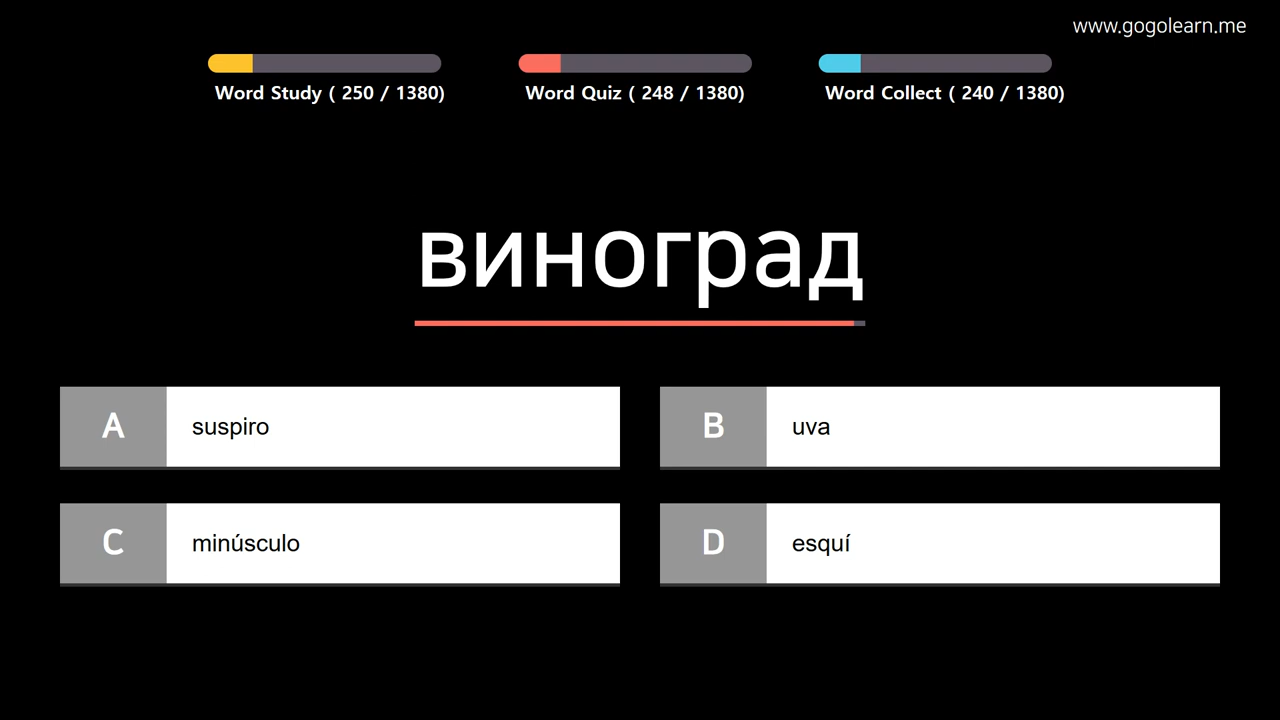 www.gogolearn.me
Word Study ( 250 / 1380)
Word Quiz ( 248 / 1380)
Word Collect ( 240 / 1380)
виноград
A
suspiro
B
uva
C
minúsculo
D
esquí